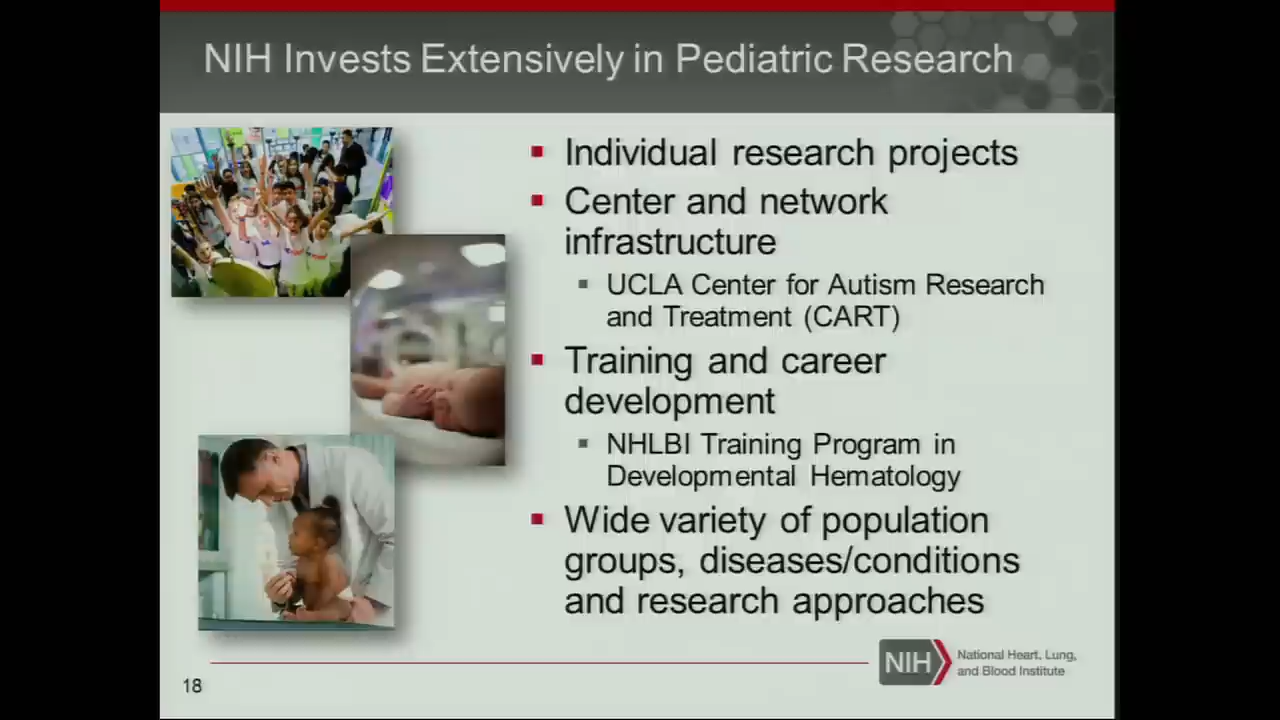 NIH Invests Extensively in Pediatric Research
Individual research projects
Center and network
infrastructure
UCLA Center for Autism Research
and Treatment (CART)
Training and career
development
NHLBI Training Program in
Developmental Hematology
Wide variety of population
groups, diseases/conditions
and research approaches
NIH
National Heart, Lung,
and Blood Institute
18